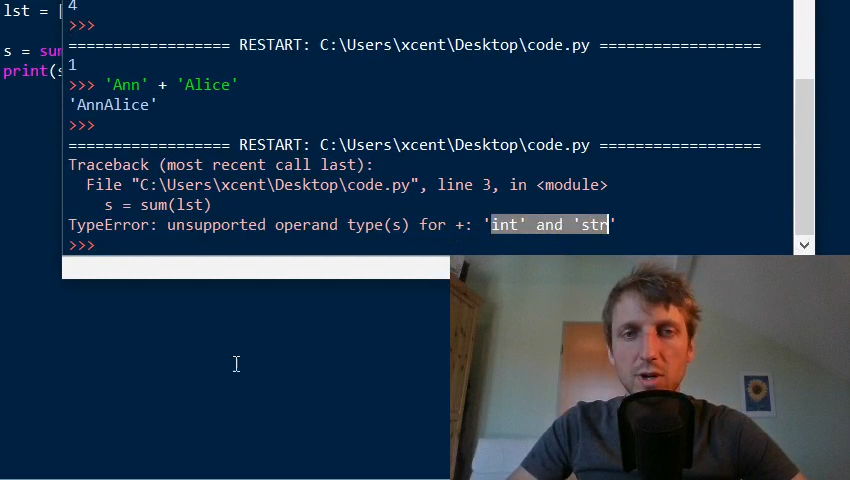 lst = [
s = sum
print(s
4
>>>
================== RESTART: C:\Users\xcent\Desktop\code.py ==================
1
>>> 'Ann' + 'Alice'
'AnnAlice'
>>>
================== RESTART: C:\Users\xcent\Desktop\code.py ==================
Traceback (most recent call last):
  File "C:\Users\xcent\Desktop\code.py", line 3, in <module>
    s = sum(lst)
TypeError: unsupported operand type(s) for +: 'int' and 'str'
>>>